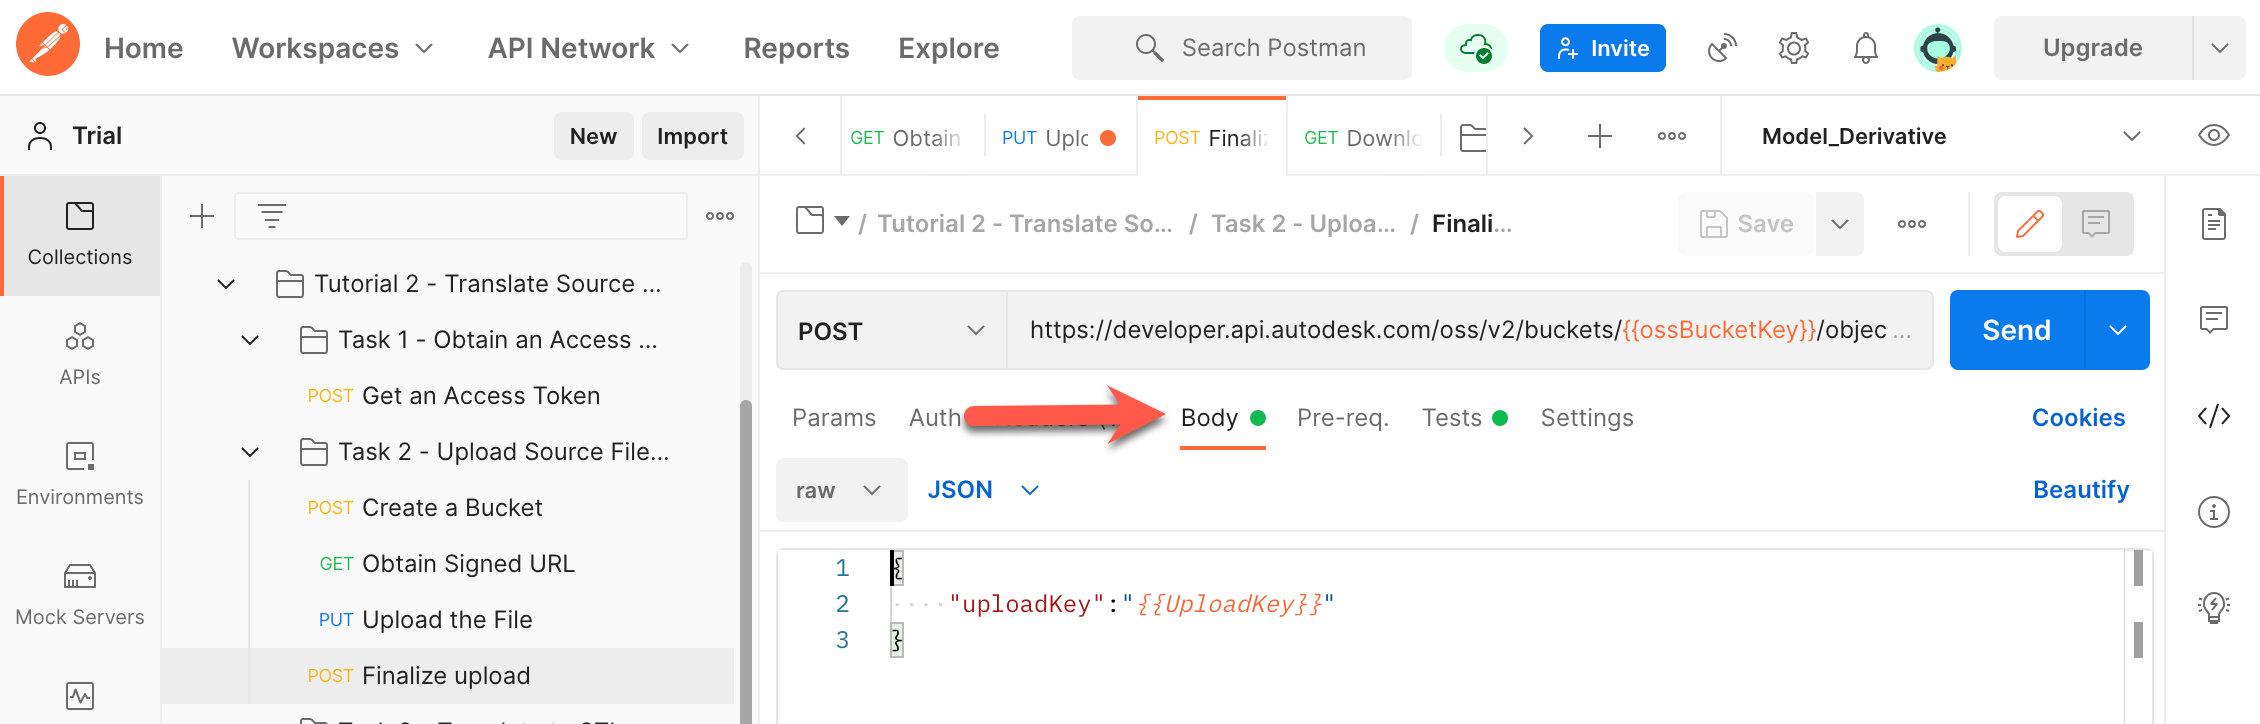 Home Workspaces API Network Reports Explore Search Postman Invite Upgrade
Trial New Import
GET Obtain PUT Uplc POST Finali GET Downlo Model_Derivative
Collections
APIs
Environments
Mock Servers
Tutorial 2 - Translate Source ...
Task 1 - Obtain an Access ...
POST Get an Access Token
Task 2 - Upload Source File...
POST Create a Bucket
GET Obtain Signed URL
PUT Upload the File
POST Finalize upload
/ Tutorial 2 - Translate So... / Task 2 - Uploa... / Finali... Save
POST https://developer.api.autodesk.com/oss/v2/buckets/{{ossBucketKey}}/objec ... Send
Params Auth Body Pre-req. Tests Settings Cookies
raw JSON Beautify
1 {
2 "uploadKey":"{{UploadKey}}"
3 }